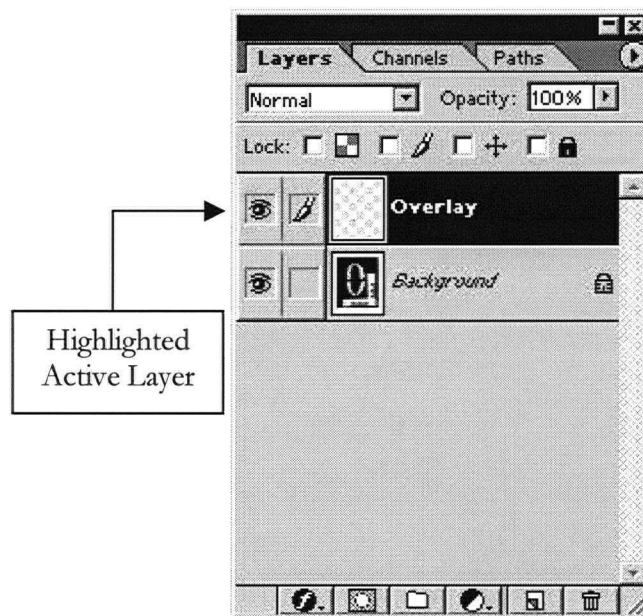 Layers Channels Paths
Normal Opacity: 100%
Lock:
Overlay
Background
Highlighted
Active Layer